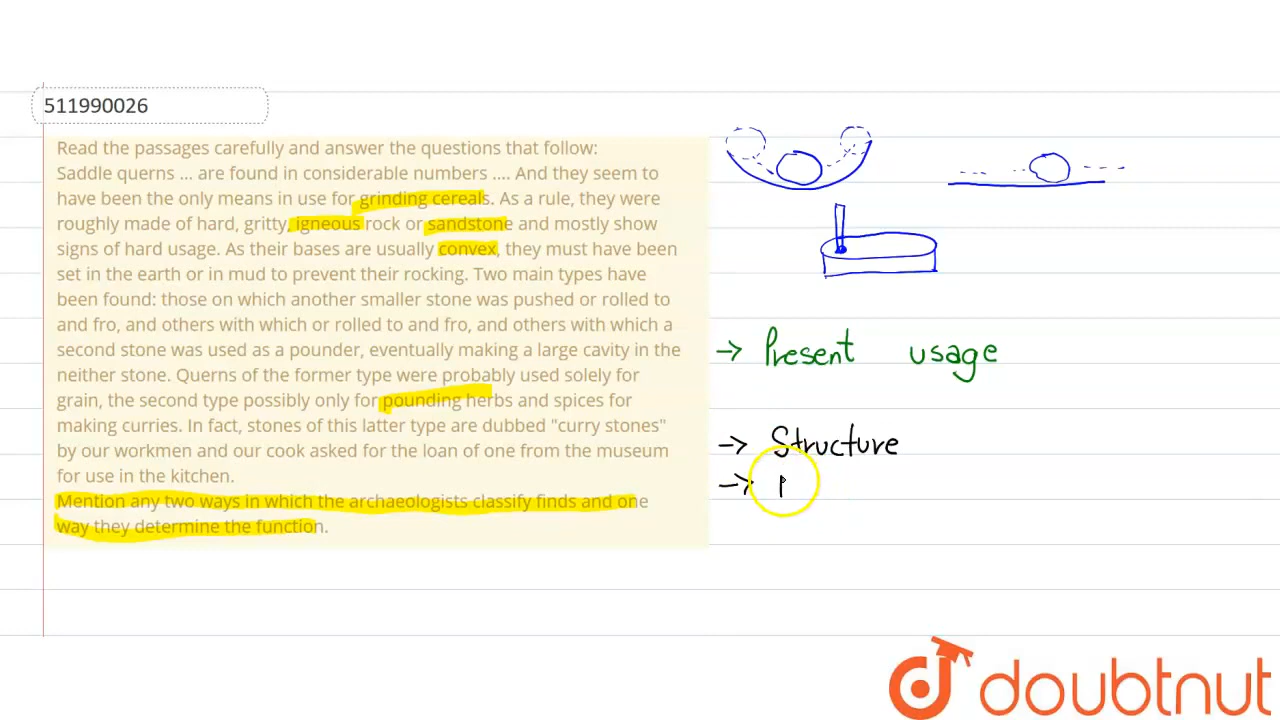 511990026
Read the passages carefully and answer the questions that follow:
Saddle querns ... are found in considerable numbers .... And they seem to
have been the only means in use for grinding cereals. As a rule, they were
roughly made of hard, gritty, igneous rock or sandstone and mostly show
signs of hard usage. As their bases are usually convex, they must have been
set in the earth or in mud to prevent their rocking. Two main types have
been found: those on which another smaller stone was pushed or rolled to
and fro, and others with which or rolled to and fro, and others with which a
second stone was used as a pounder, eventually making a large cavity in the
neither stone. Querns of the former type were probably used solely for
grain, the second type possibly only for pounding herbs and spices for
making curries. In fact, stones of this latter type are dubbed "curry stones"
by our workmen and our cook asked for the loan of one from the museum
for use in the kitchen.
Mention any two ways in which the archaeologists classify finds and one
way they determine the function.
→ Present usage
→ Structure
→
doubtnut